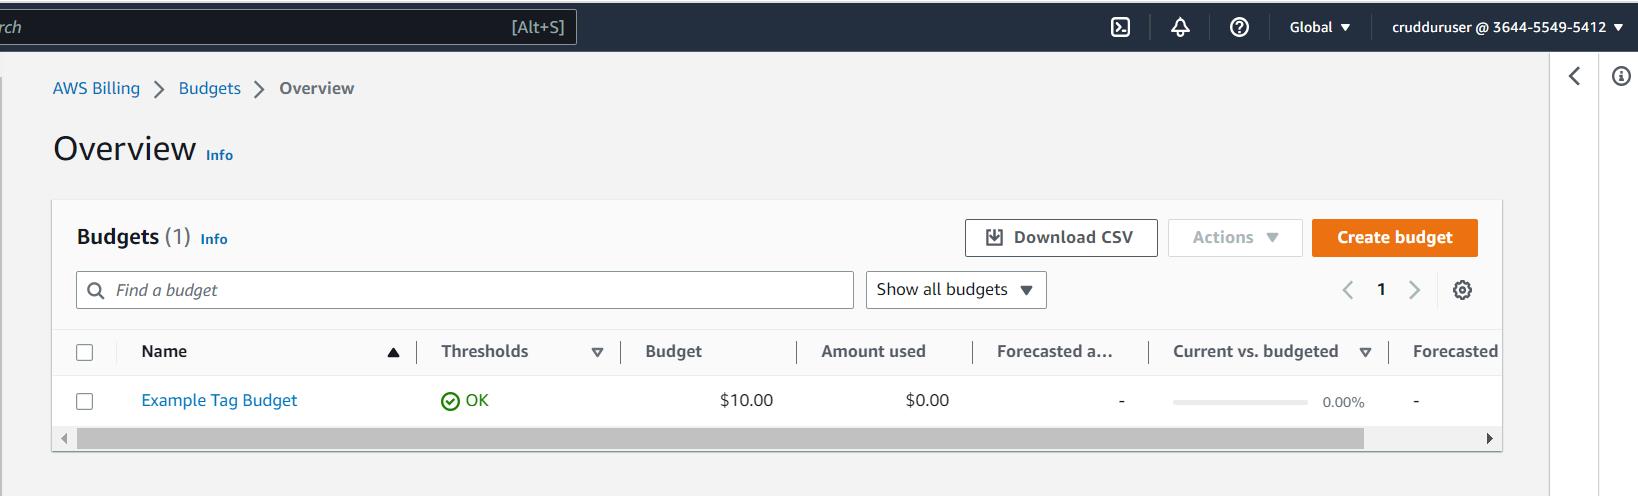 rch [Alt+S] Global crudduruser @ 3644-5549-5412
AWS Billing Budgets Overview
Overview Info
Budgets (1) Info Download CSV Actions Create budget
Find a budget Show all budgets 1
Name Thresholds Budget Amount used Forecasted a... Current vs. budgeted Forecasted
Example Tag Budget OK $10.00 $0.00 - 0.00% -